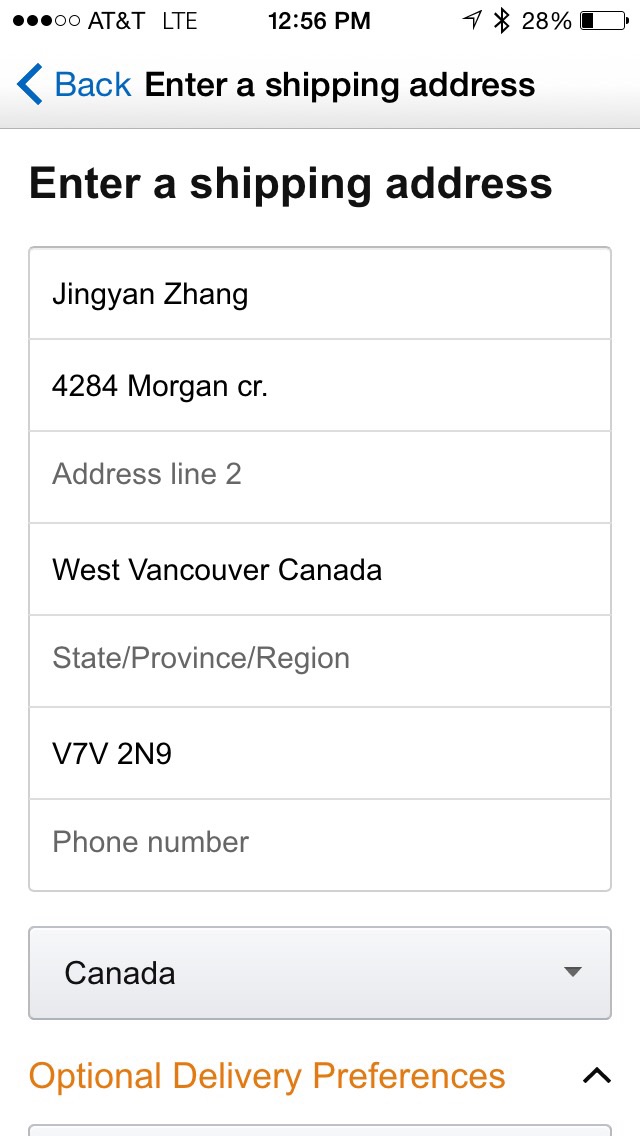 AT&T LTE 12:56 PM 28%
Back Enter a shipping address
Enter a shipping address
Jingyan Zhang
4284 Morgan cr.
Address line 2
West Vancouver Canada
State/Province/Region
V7V 2N9
Phone number
Canada
Optional Delivery Preferences